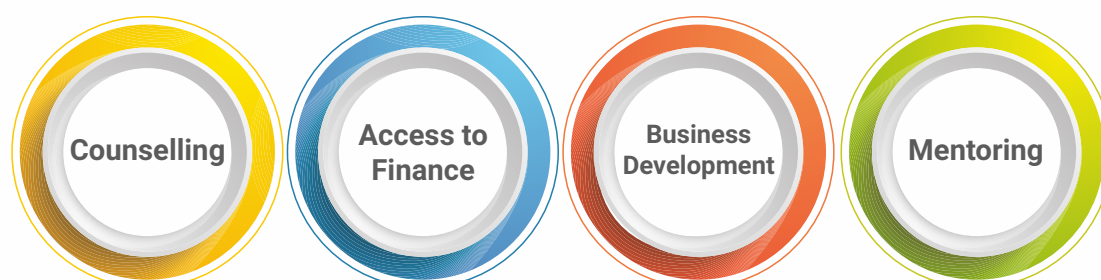 Counselling
Access to
Finance
Business
Development
Mentoring